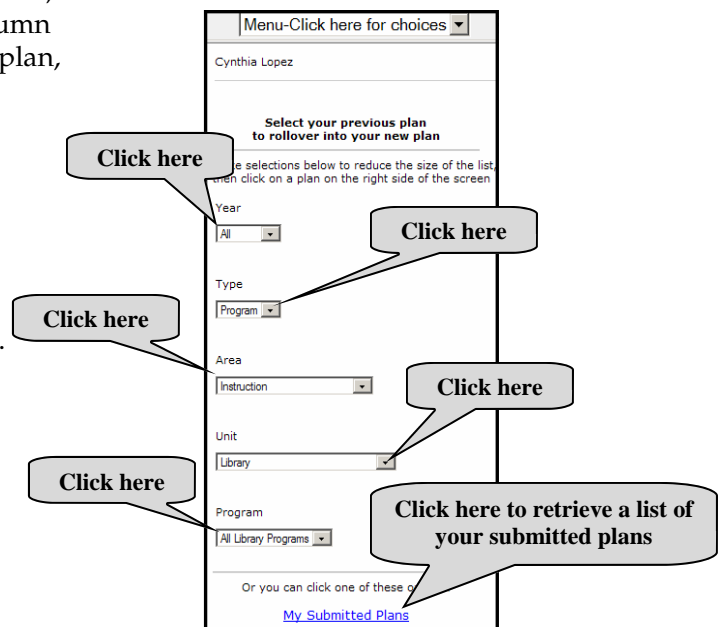 umn
plan,
Menu-Click here for choices
Cynthia Lopez
Select your previous plan
to rollover into your new plan
Click here
selections below to reduce the size of the list,
then click on a plan on the right side of the screen
Year
All
Click here
Type
Program
Click here
.
Area
Instruction
Click here
Unit
Library
Click here
Program
All Library Programs
Click here to retrieve a list of
your submitted plans
Or you can click one of these
My Submitted Plans